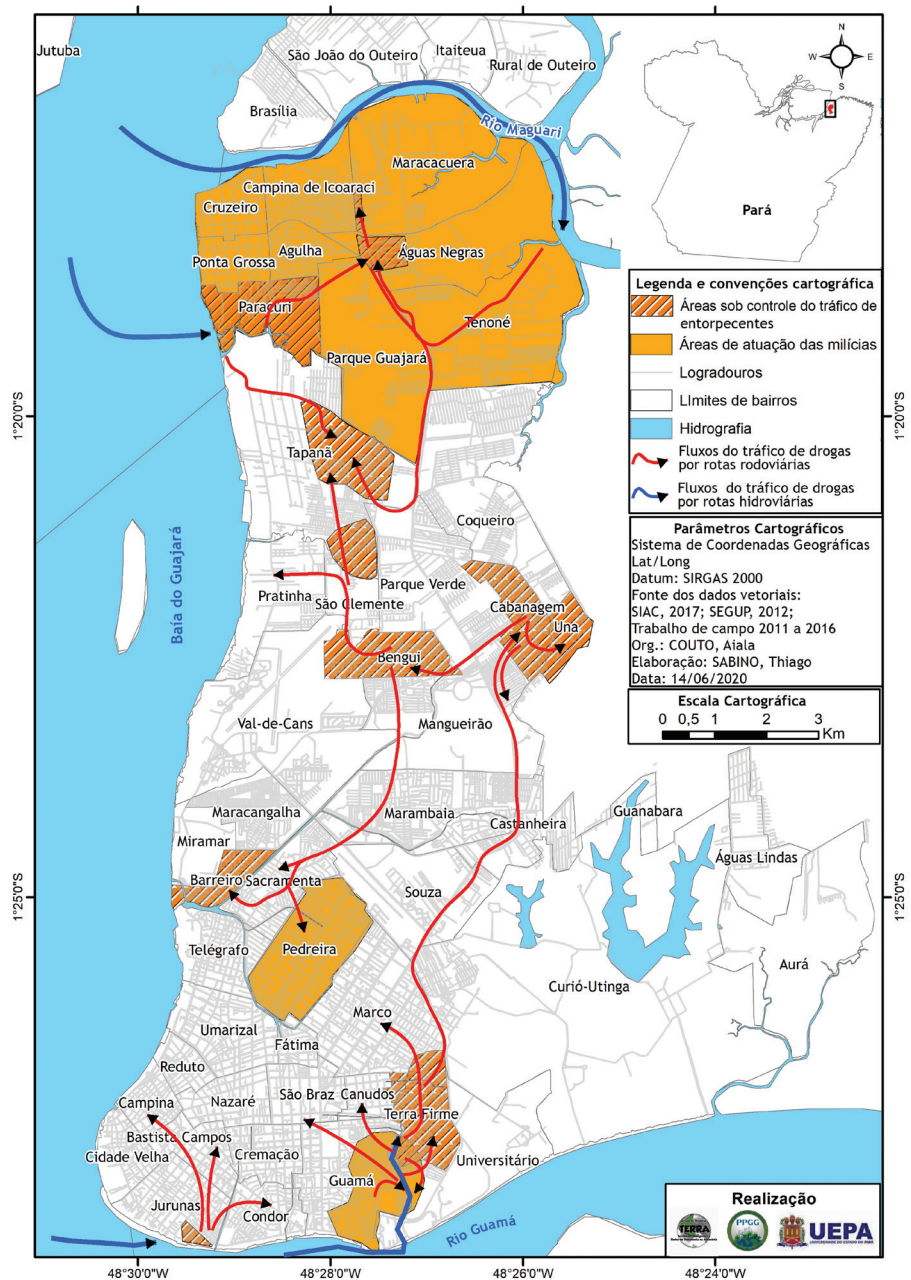 Jutuba
São João do Outeiro
Itaiteua
Rural de Outeiro
Brasília
Rio Maguari
Maracacuera
Campina de Icoaraci
Cruzeiro
Agulha
Águas Negras
Ponta Grossa
Paracuri
Tenoné
Parque Guajará
Tapanã
Coqueiro
Parque Verde
Pratinha
São Clemente
Cabanagem
Una
Bengui
Baía do Guajará
Val-de-Cans
Mangueirão
Maracangalha
Marambaia
Castanheira
Guanabara
Miramar
Águas Lindas
Barreiro
Sacramenta
Souza
Telégrafo
Pedreira
Aurá
Curió-Utinga
Marco
Umarizal
Fátima
Reduto
Campina
Nazaré
São Braz
Canudos
Terra Firme
Bastista Campos
Cidade Velha
Cremação
Universitário
Guamá
Jurunas
Condor
Rio Guamá
N
W
E
S
Pará
Legenda e convenções cartográfica
Áreas sob controle do tráfico de
entorpecentes
Áreas de atuação das milícias
Logradouros
LImites de bairros
Hidrografia
Fluxos do tráfico de drogas
por rotas rodoviárias
Fluxos do tráfico de drogas
por rotas hidroviárias
Parâmetros Cartográficos
Sistema de Coordenadas Geográficas
Lat/Long
Datum: SIRGAS 2000
Fonte dos dados vetoriais:
SIAC, 2017; SEGUP, 2012;
Trabalho de campo 2011 a 2016
Org.: COUTO, Aiala
Elaboração: SABINO, Thiago
Data: 14/06/2020
Escala Cartográfica
0 0,5 1 2 3
Km
Realização
TERRA
PPGG
UEPA
1°20'0"S
1°20'0"S
1°25'0"S
1°25'0"S
48°30'0"W
48°28'0"W
48°26'0"W
48°24'0"W